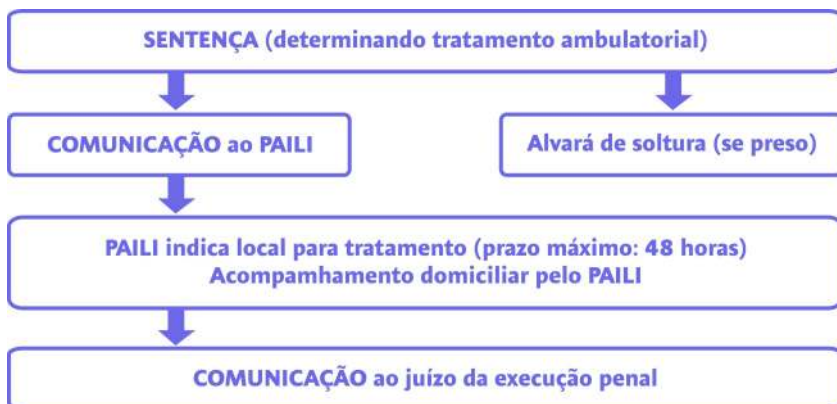 SENTENÇA (determinando tratamento ambulatorial)
COMUNICAÇÃO ao PAILI
Alvará de soltura (se preso)
PAILI indica local para tratamento (prazo máximo: 48 horas)
Acompamhamento domiciliar pelo PAILI
COMUNICAÇÃO ao juízo da execução penal